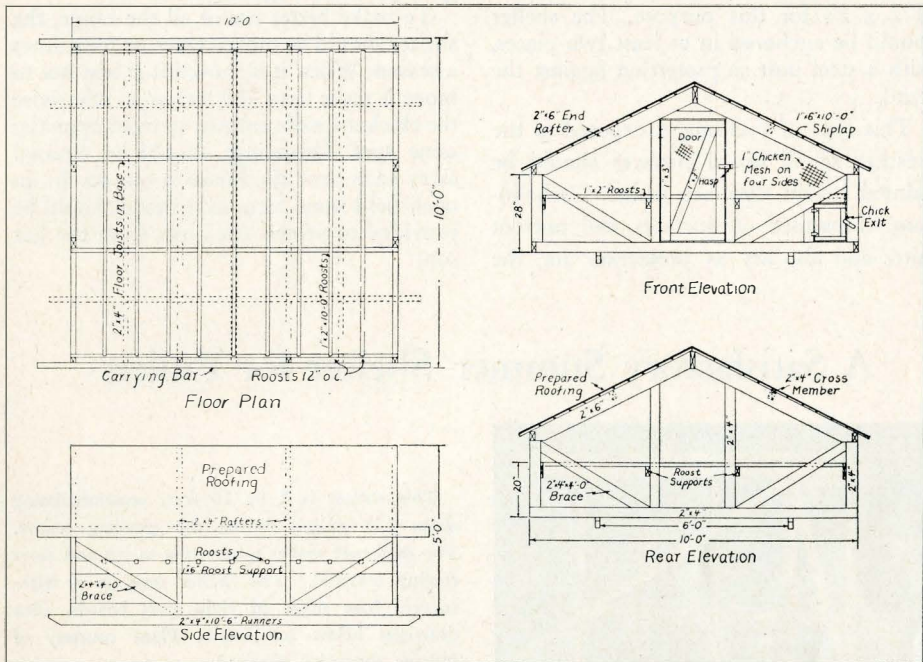 10'-0"
10'-0"
2"x4" Floor Joists in Base
1"x2"x10'-0" Roosts
Carrying Bar
Roosts 12" o.c.
Floor Plan
2"x6" End
Rafter
1"x6"x10'-0"
Shiplap
Door
1"x3"
1"x3"
Hasp
1" Chicken
Mesh on
four Sides
1"x2" Roosts
28"
Chick
Exit
Front Elevation
Prepared
Roofing
2"x4" Rafters
Roosts
1"x6" Roost Support
2"x4"x4'-0"
Brace
5'-0"
2"x4"x10'-6" Runners
Side Elevation
Prepared
Roofing
2"x6"
2"x4" Cross
Member
2"x4"
20"
Roost
Supports
2"x4"x4'-0"
Brace
2"x4"
2"x4"
6'-0"
10'-0"
Rear Elevation